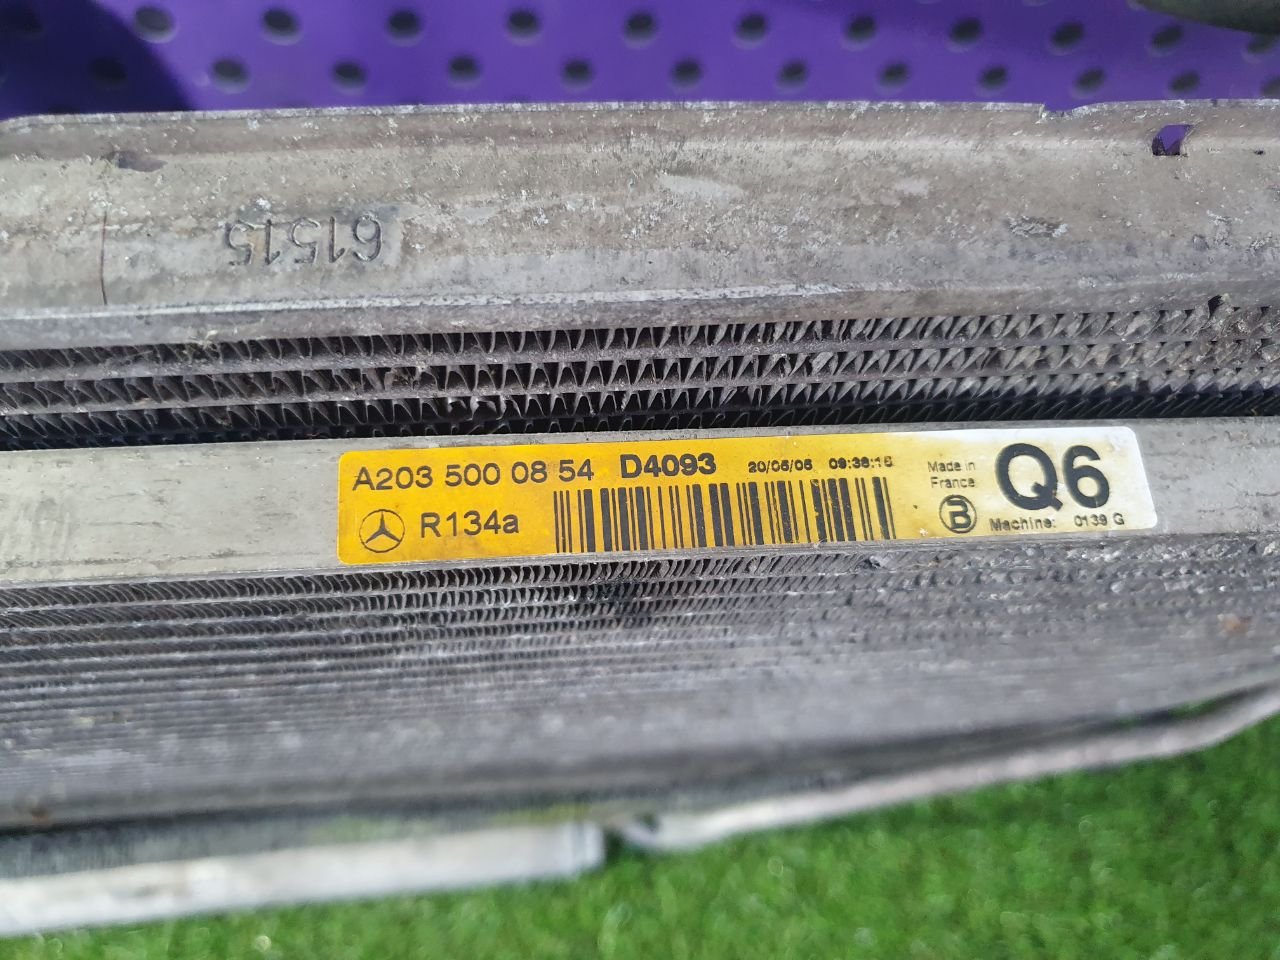 61515
A203 500 08 54 D4093 20/06/06 09:38:15
R134a
Made in
France
B
Machine: 0139 G
Q6